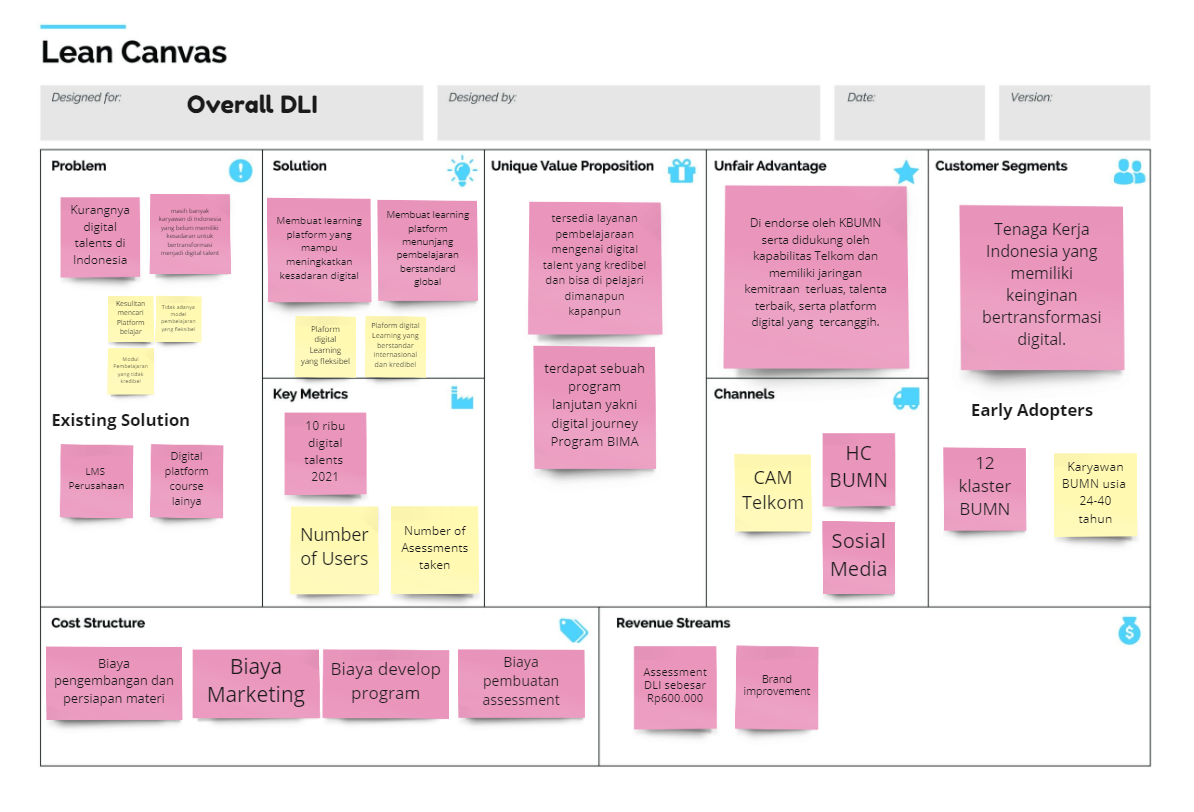 Lean Canvas
Designed for:
Overall DLI
Designed by:
Date:
Version:
Problem
Kurangnya
digital
talents di
Indonesia
masih banyak
karyawan di Indonesia
yang belum memiliki
kesadaran untuk
bertransformasi
menjadi digital talent
Kesulitan
mencari
Platform
belajar
Tidak adanya
model
pembelajaran
yang fleksibel
Modul
Pembelajaran
yang tidak
kredibel
Existing Solution
LMS
Perusahaan
Digital
platform
course
lainya
Solution
Membuat learning
platform yang
mampu
meningkatkan
kesadaran digital
Membuat learning
platform
menunjang
pembelajaran
berstandard
global
Plaform
digital
Learning
yang fleksibel
Plaform digital
Learning yang
berstandar
internasional
dan kredibel
Key Metrics
10 ribu
digital
talents
2021
Number
of Users
Number of
Asessments
taken
Unique Value Proposition
tersedia layanan
pembelajaraan
mengenai digital
talent yang kredibel
dan bisa di pelajari
dimanapun
kapanpun
terdapat sebuah
program
lanjutan yakni
digital journey
Program BIMA
Unfair Advantage
Di endorse oleh KBUMN
serta didukung oleh
kapabilitas Telkom dan
memiliki jaringan
kemitraan terluas, talenta
terbaik, serta platform
digital yang tercanggih.
Channels
CAM
Telkom
HC
BUMN
Sosial
Media
Customer Segments
Tenaga Kerja
Indonesia yang
memiliki
keinginan
bertransformasi
digital.
Early Adopters
12
klaster
BUMN
Karyawan
BUMN usia
24-40
tahun
Cost Structure
Biaya
pengembangan dan
persiapan materi
Biaya
Marketing
Biaya develop
program
Biaya
pembuatan
assessment
Revenue Streams
Assessment
DLI sebesar
Rp600.000
Brand
improvement